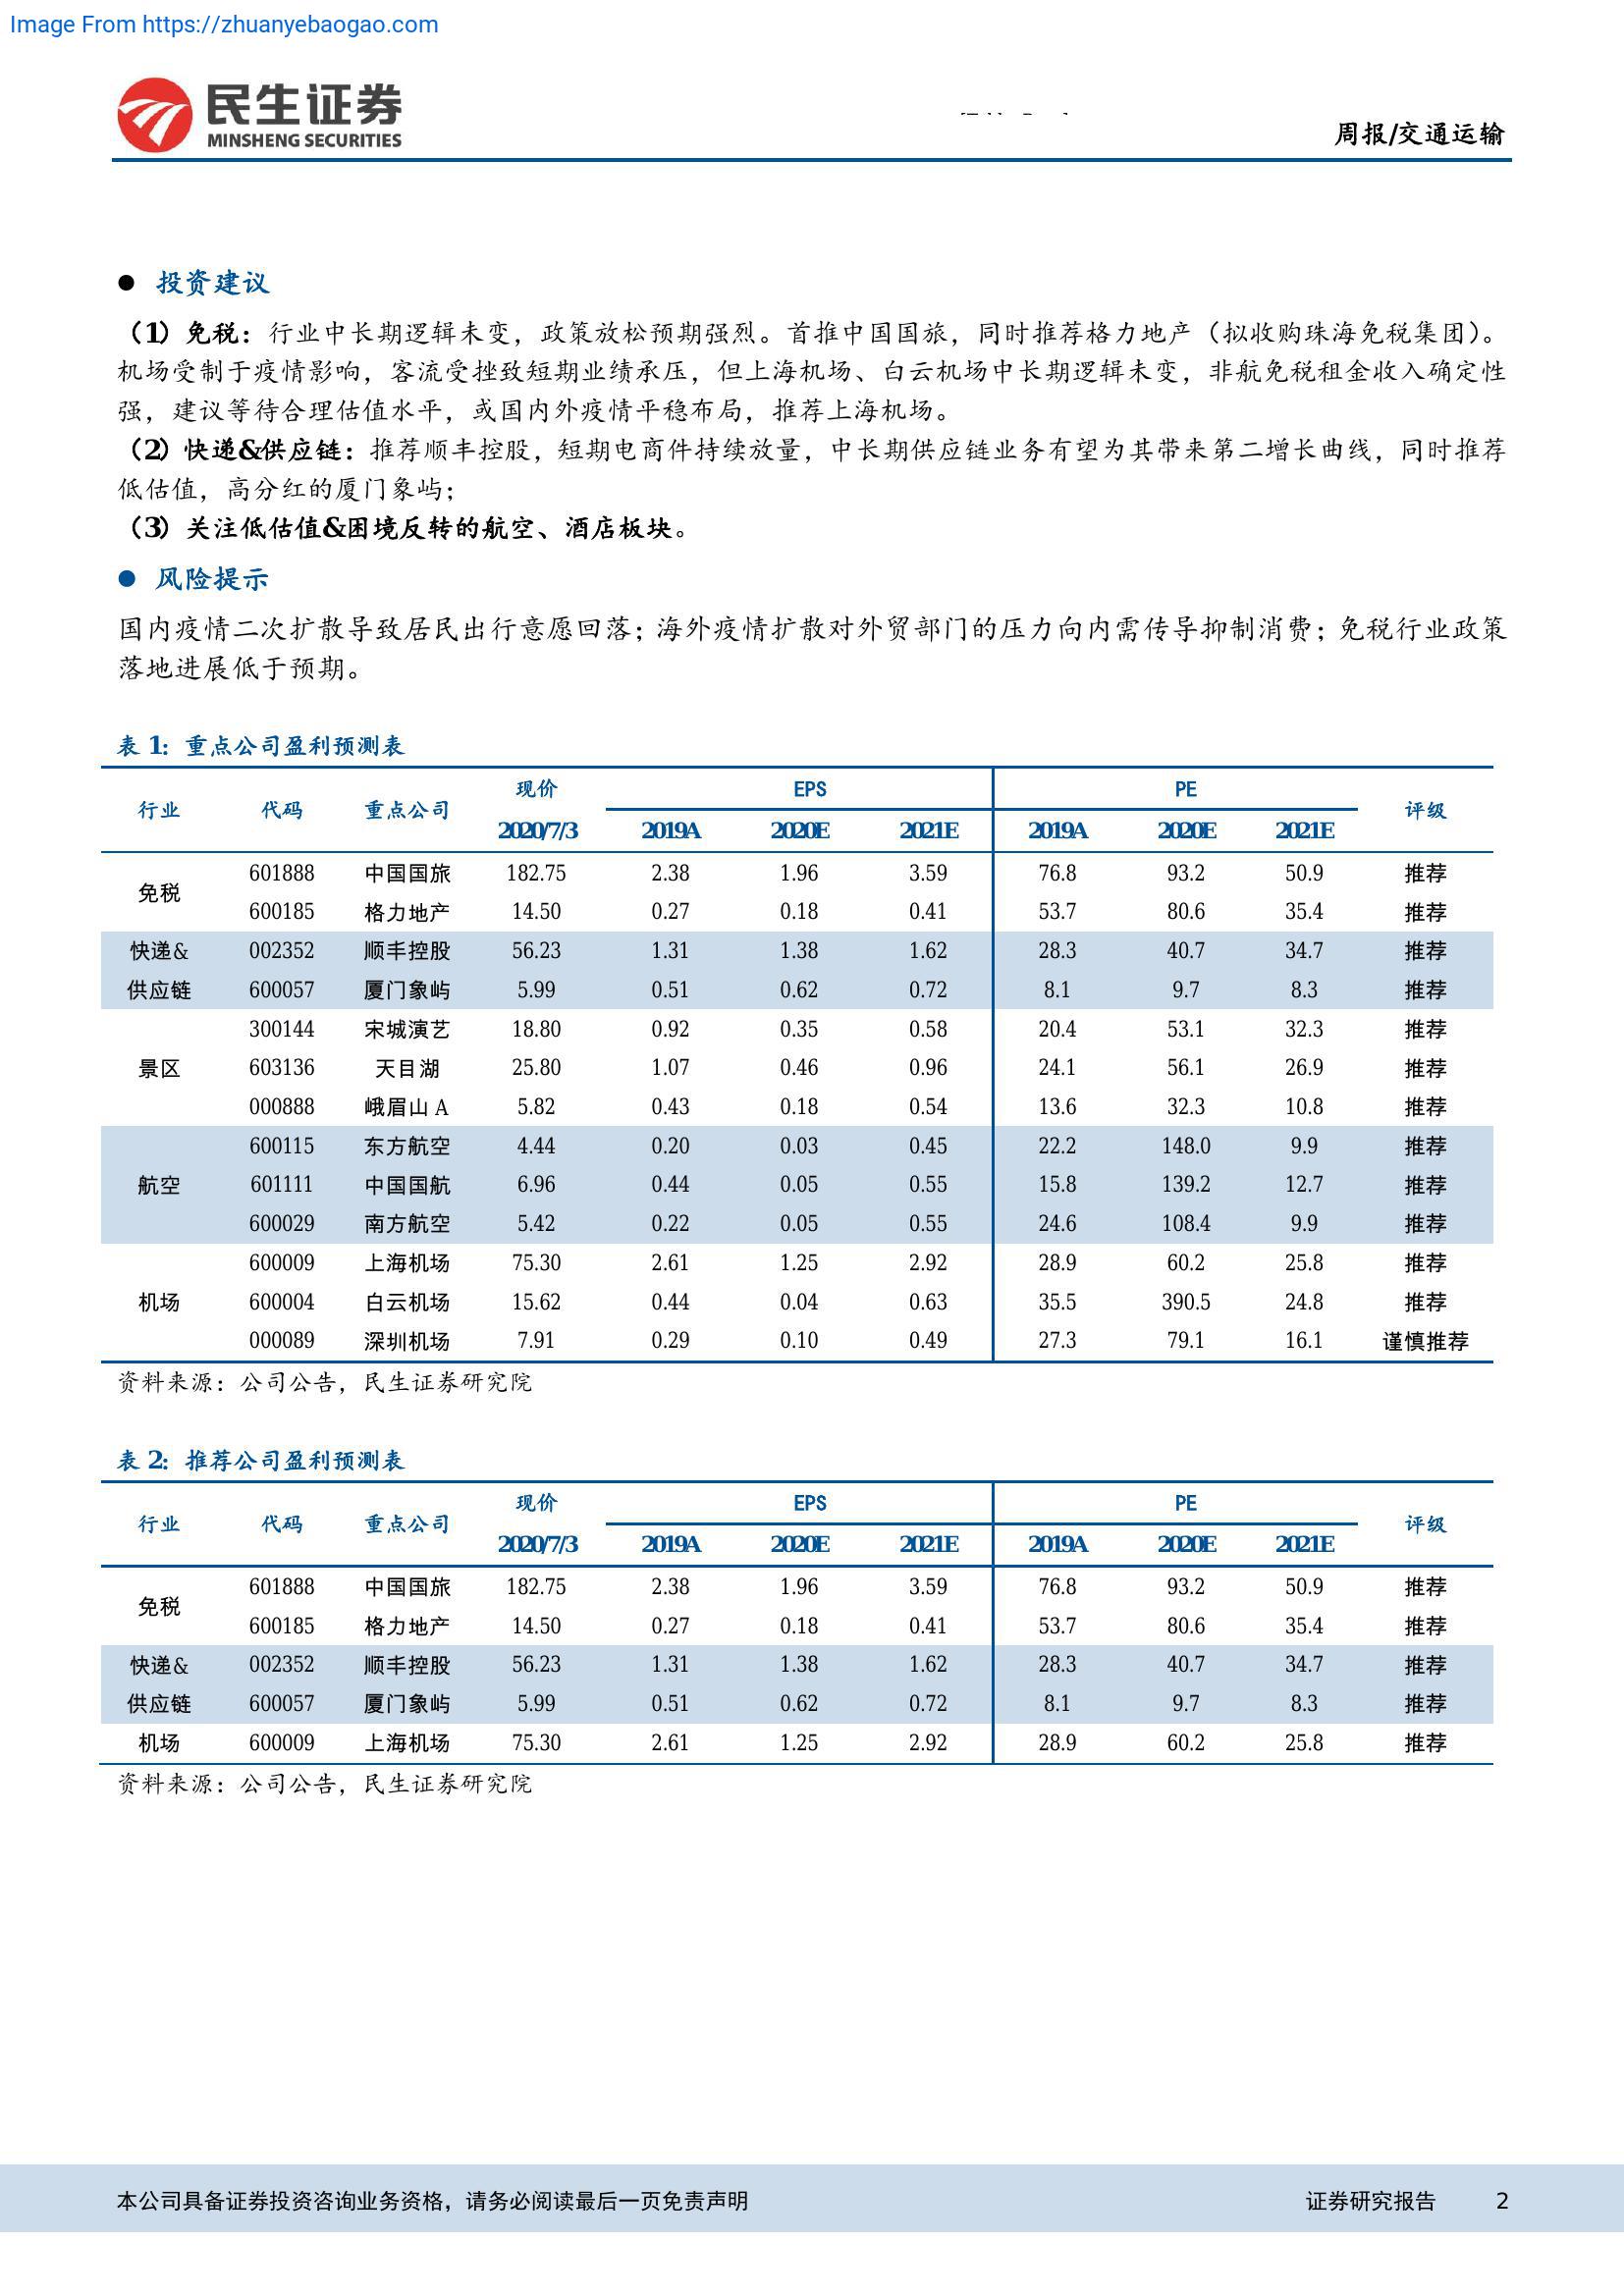 Image From https://zhuanyebaogao.com
民生证券
MINSHENG SECURITIES
周报/交通运输
投资建议
（1）免税：行业中长期逻辑未变，政策放松预期强烈。首推中国国旅，同时推荐格力地产（拟收购珠海免税集团）。
机场受制于疫情影响，客流受挫致短期业绩承压，但上海机场、白云机场中长期逻辑未变，非航免税租金收入确定性
强，建议等待合理估值水平，或国内外疫情平稳布局，推荐上海机场。
（2）快递&供应链：推荐顺丰控股，短期电商件持续放量，中长期供应链业务有望为其带来第二增长曲线，同时推荐
低估值，高分红的厦门象屿；
（3）关注低估值&困境反转的航空、酒店板块。
风险提示
国内疫情二次扩散导致居民出行意愿回落；海外疫情扩散对外贸部门的压力向内需传导抑制消费；免税行业政策
落地进展低于预期。
表 1：重点公司盈利预测表
行业 代码 重点公司 现价 EPS PE 评级
2020/7/3 2019A 2020E 2021E 2019A 2020E 2021E
免税
601888 中国国旅 182.75 2.38 1.96 3.59 76.8 93.2 50.9 推荐
600185 格力地产 14.50 0.27 0.18 0.41 53.7 80.6 35.4 推荐
快递& 002352 顺丰控股 56.23 1.31 1.38 1.62 28.3 40.7 34.7 推荐
供应链 600057 厦门象屿 5.99 0.51 0.62 0.72 8.1 9.7 8.3 推荐
300144 宋城演艺 18.80 0.92 0.35 0.58 20.4 53.1 32.3 推荐
景区 603136 天目湖 25.80 1.07 0.46 0.96 24.1 56.1 26.9 推荐
000888 峨眉山 A 5.82 0.43 0.18 0.54 13.6 32.3 10.8 推荐
600115 东方航空 4.44 0.20 0.03 0.45 22.2 148.0 9.9 推荐
航空 601111 中国国航 6.96 0.44 0.05 0.55 15.8 139.2 12.7 推荐
600029 南方航空 5.42 0.22 0.05 0.55 24.6 108.4 9.9 推荐
600009 上海机场 75.30 2.61 1.25 2.92 28.9 60.2 25.8 推荐
机场 600004 白云机场 15.62 0.44 0.04 0.63 35.5 390.5 24.8 推荐
000089 深圳机场 7.91 0.29 0.10 0.49 27.3 79.1 16.1 谨慎推荐
资料来源：公司公告，民生证券研究院
表 2：推荐公司盈利预测表
行业 代码 重点公司 现价 EPS PE 评级
2020/7/3 2019A 2020E 2021E 2019A 2020E 2021E
免税
601888 中国国旅 182.75 2.38 1.96 3.59 76.8 93.2 50.9 推荐
600185 格力地产 14.50 0.27 0.18 0.41 53.7 80.6 35.4 推荐
快递& 002352 顺丰控股 56.23 1.31 1.38 1.62 28.3 40.7 34.7 推荐
供应链 600057 厦门象屿 5.99 0.51 0.62 0.72 8.1 9.7 8.3 推荐
机场 600009 上海机场 75.30 2.61 1.25 2.92 28.9 60.2 25.8 推荐
资料来源：公司公告，民生证券研究院
本公司具备证券投资咨询业务资格，请务必阅读最后一页免责声明 证券研究报告 2